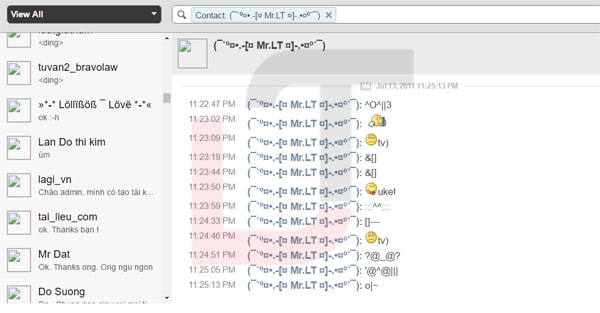 View All
Contact: (¯`°¤•.-[¤ Mr.LT ¤]-.•¤°´¯)
(¯`°¤•.-[¤ Mr.LT ¤]-.•¤°´¯)
<ding>
tuvan2_bravolaw
<ding>
»*-* Löllïßöß ¯ Lövë *-*«
ok :-h
Lan Do thi kim
ùm
lagi_vn
Chào admin, mình có tạo tài k...
tai_lieu_com
ok. Thanks bạn !
Mr Dat
Ok. Thanks ong. Ong ngu ngon
Do Suong
Jul 13, 2011 11:25:13 PM
11:22:47 PM (¯`°¤•.-[¤ Mr.LT ¤]-.•¤°´¯): ^O^||3
11:23:02 PM (¯`°¤•.-[¤ Mr.LT ¤]-.•¤°´¯):
11:23:09 PM (¯`°¤•.-[¤ Mr.LT ¤]-.•¤°´¯): tv)
11:23:19 PM (¯`°¤•.-[¤ Mr.LT ¤]-.•¤°´¯): &[]
11:23:44 PM (¯`°¤•.-[¤ Mr.LT ¤]-.•¤°´¯): &[]
11:23:50 PM (¯`°¤•.-[¤ Mr.LT ¤]-.•¤°´¯): uke!
11:23:59 PM (¯`°¤•.-[¤ Mr.LT ¤]-.•¤°´¯): :::^^:::
11:24:33 PM (¯`°¤•.-[¤ Mr.LT ¤]-.•¤°´¯): []---
11:24:46 PM (¯`°¤•.-[¤ Mr.LT ¤]-.•¤°´¯): tv)
11:24:51 PM (¯`°¤•.-[¤ Mr.LT ¤]-.•¤°´¯): ?@_@?
11:25:05 PM (¯`°¤•.-[¤ Mr.LT ¤]-.•¤°´¯): '@^@|||
11:25:13 PM (¯`°¤•.-[¤ Mr.LT ¤]-.•¤°´¯): o|~